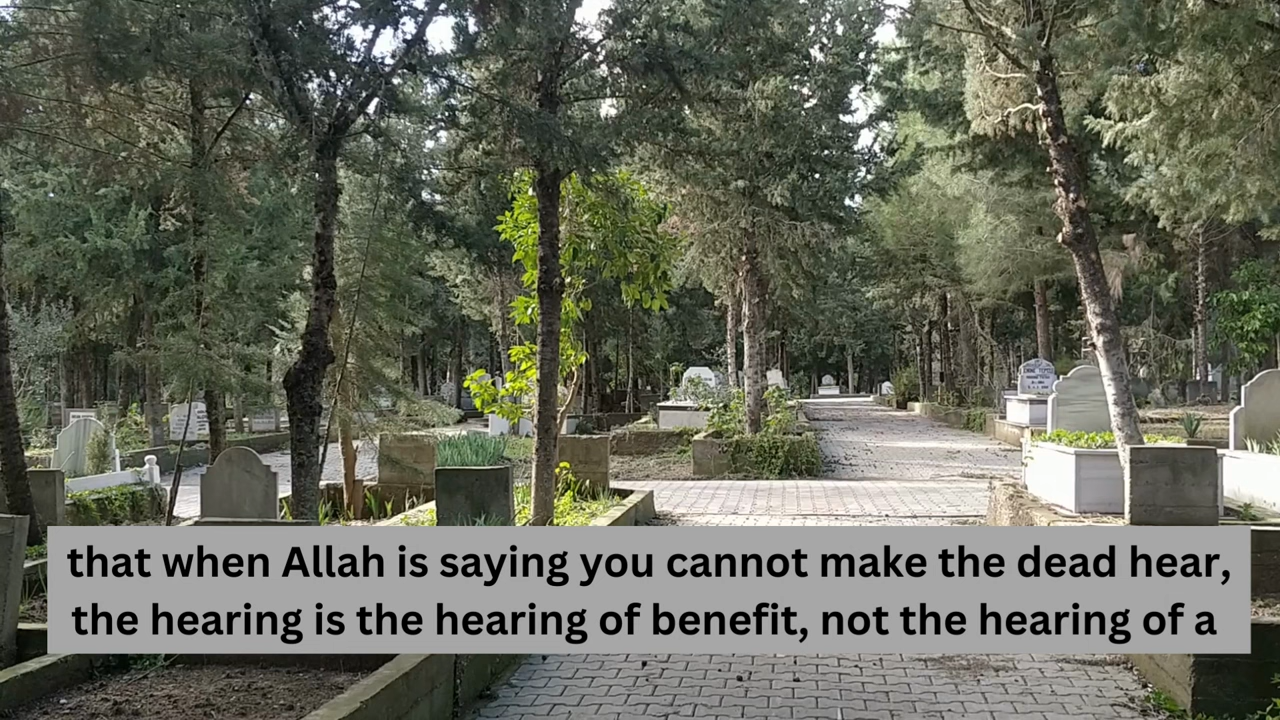 that when Allah is saying you cannot make the dead hear,
the hearing is the hearing of benefit, not the hearing of a